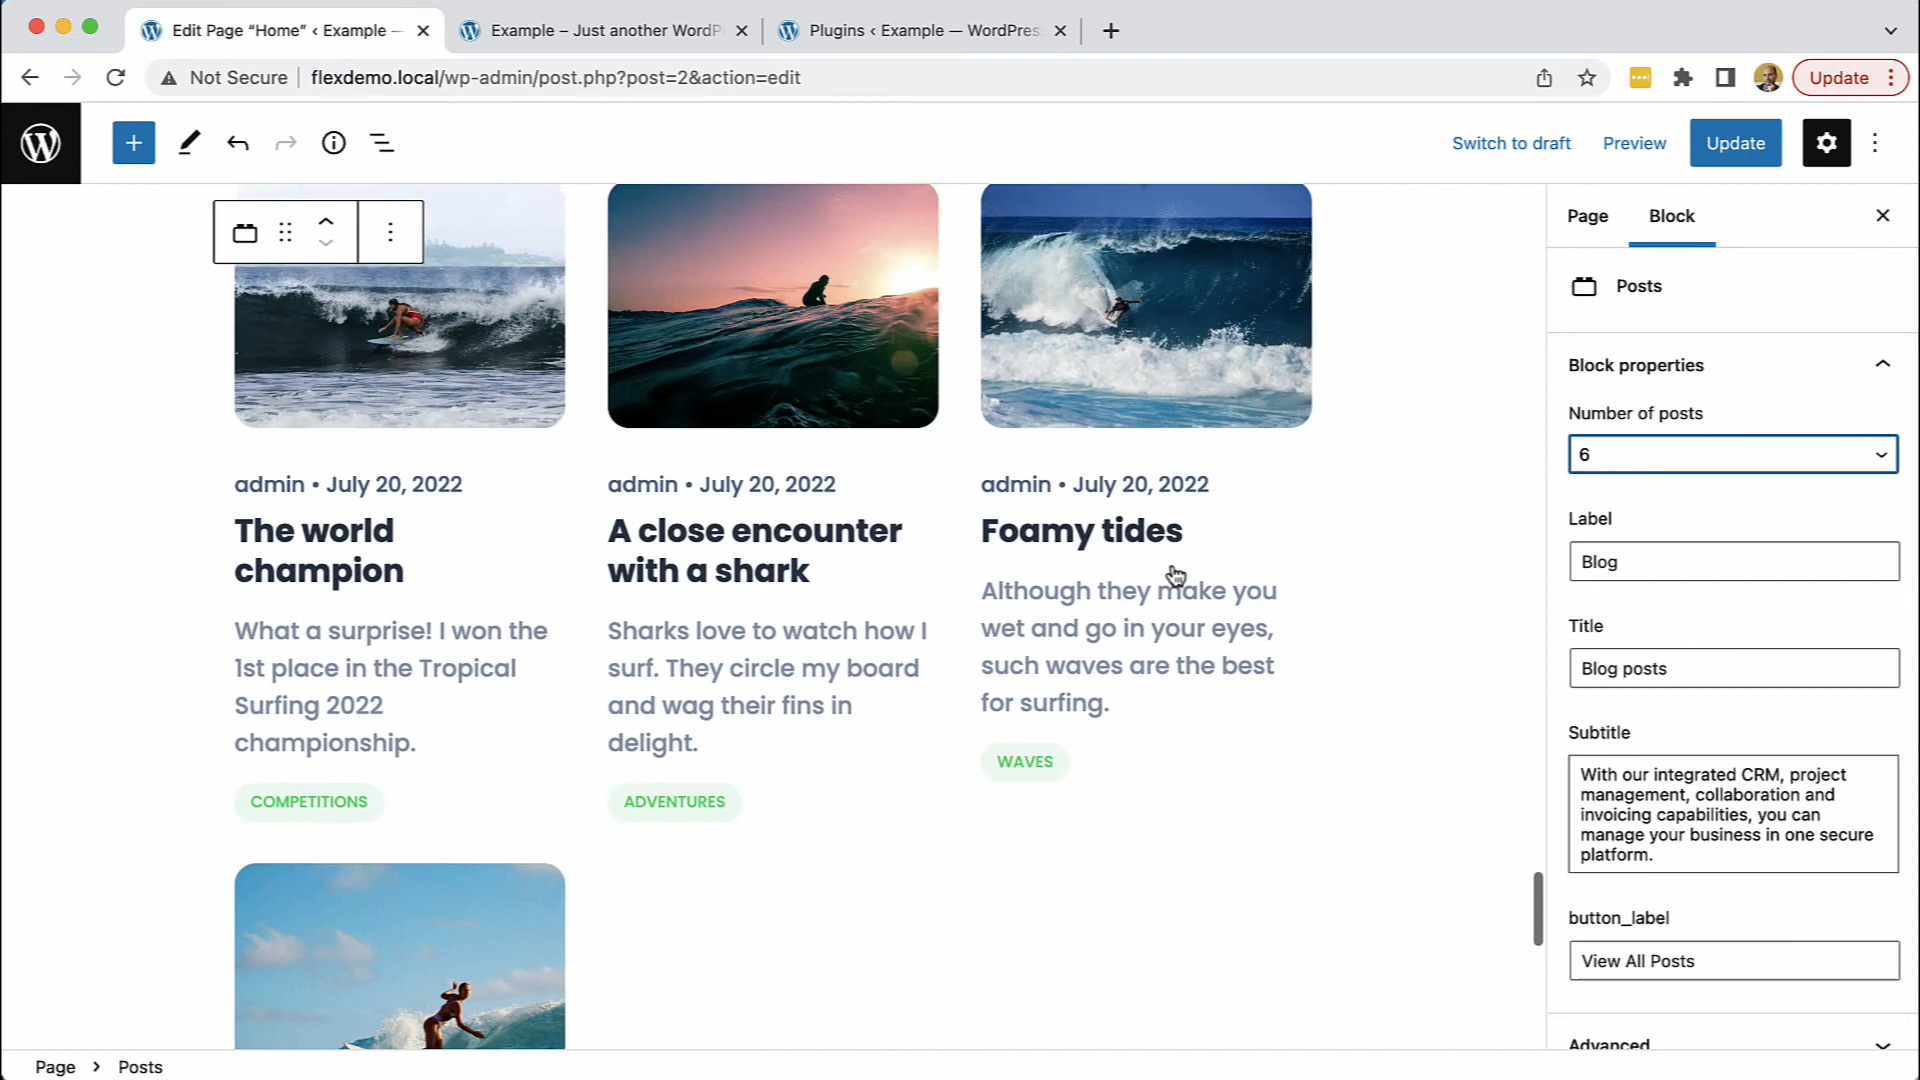 Edit Page “Home” ‹ Example —
Example – Just another WordP
Plugins ‹ Example — WordPres
Not Secure
flexdemo.local/wp-admin/post.php?post=2&action=edit
Update
Switch to draft
Preview
Update
Page
Block
Posts
Block properties
Number of posts
6
Label
Blog
Title
Blog posts
Subtitle
With our integrated CRM, project
management, collaboration and
invoicing capabilities, you can
manage your business in one secure
platform.
button_label
View All Posts
Advanced
admin • July 20, 2022
The world
champion
What a surprise! I won the
1st place in the Tropical
Surfing 2022
championship.
COMPETITIONS
admin • July 20, 2022
A close encounter
with a shark
Sharks love to watch how I
surf. They circle my board
and wag their fins in
delight.
ADVENTURES
admin • July 20, 2022
Foamy tides
Although they make you
wet and go in your eyes,
such waves are the best
for surfing.
WAVES
Page
Posts